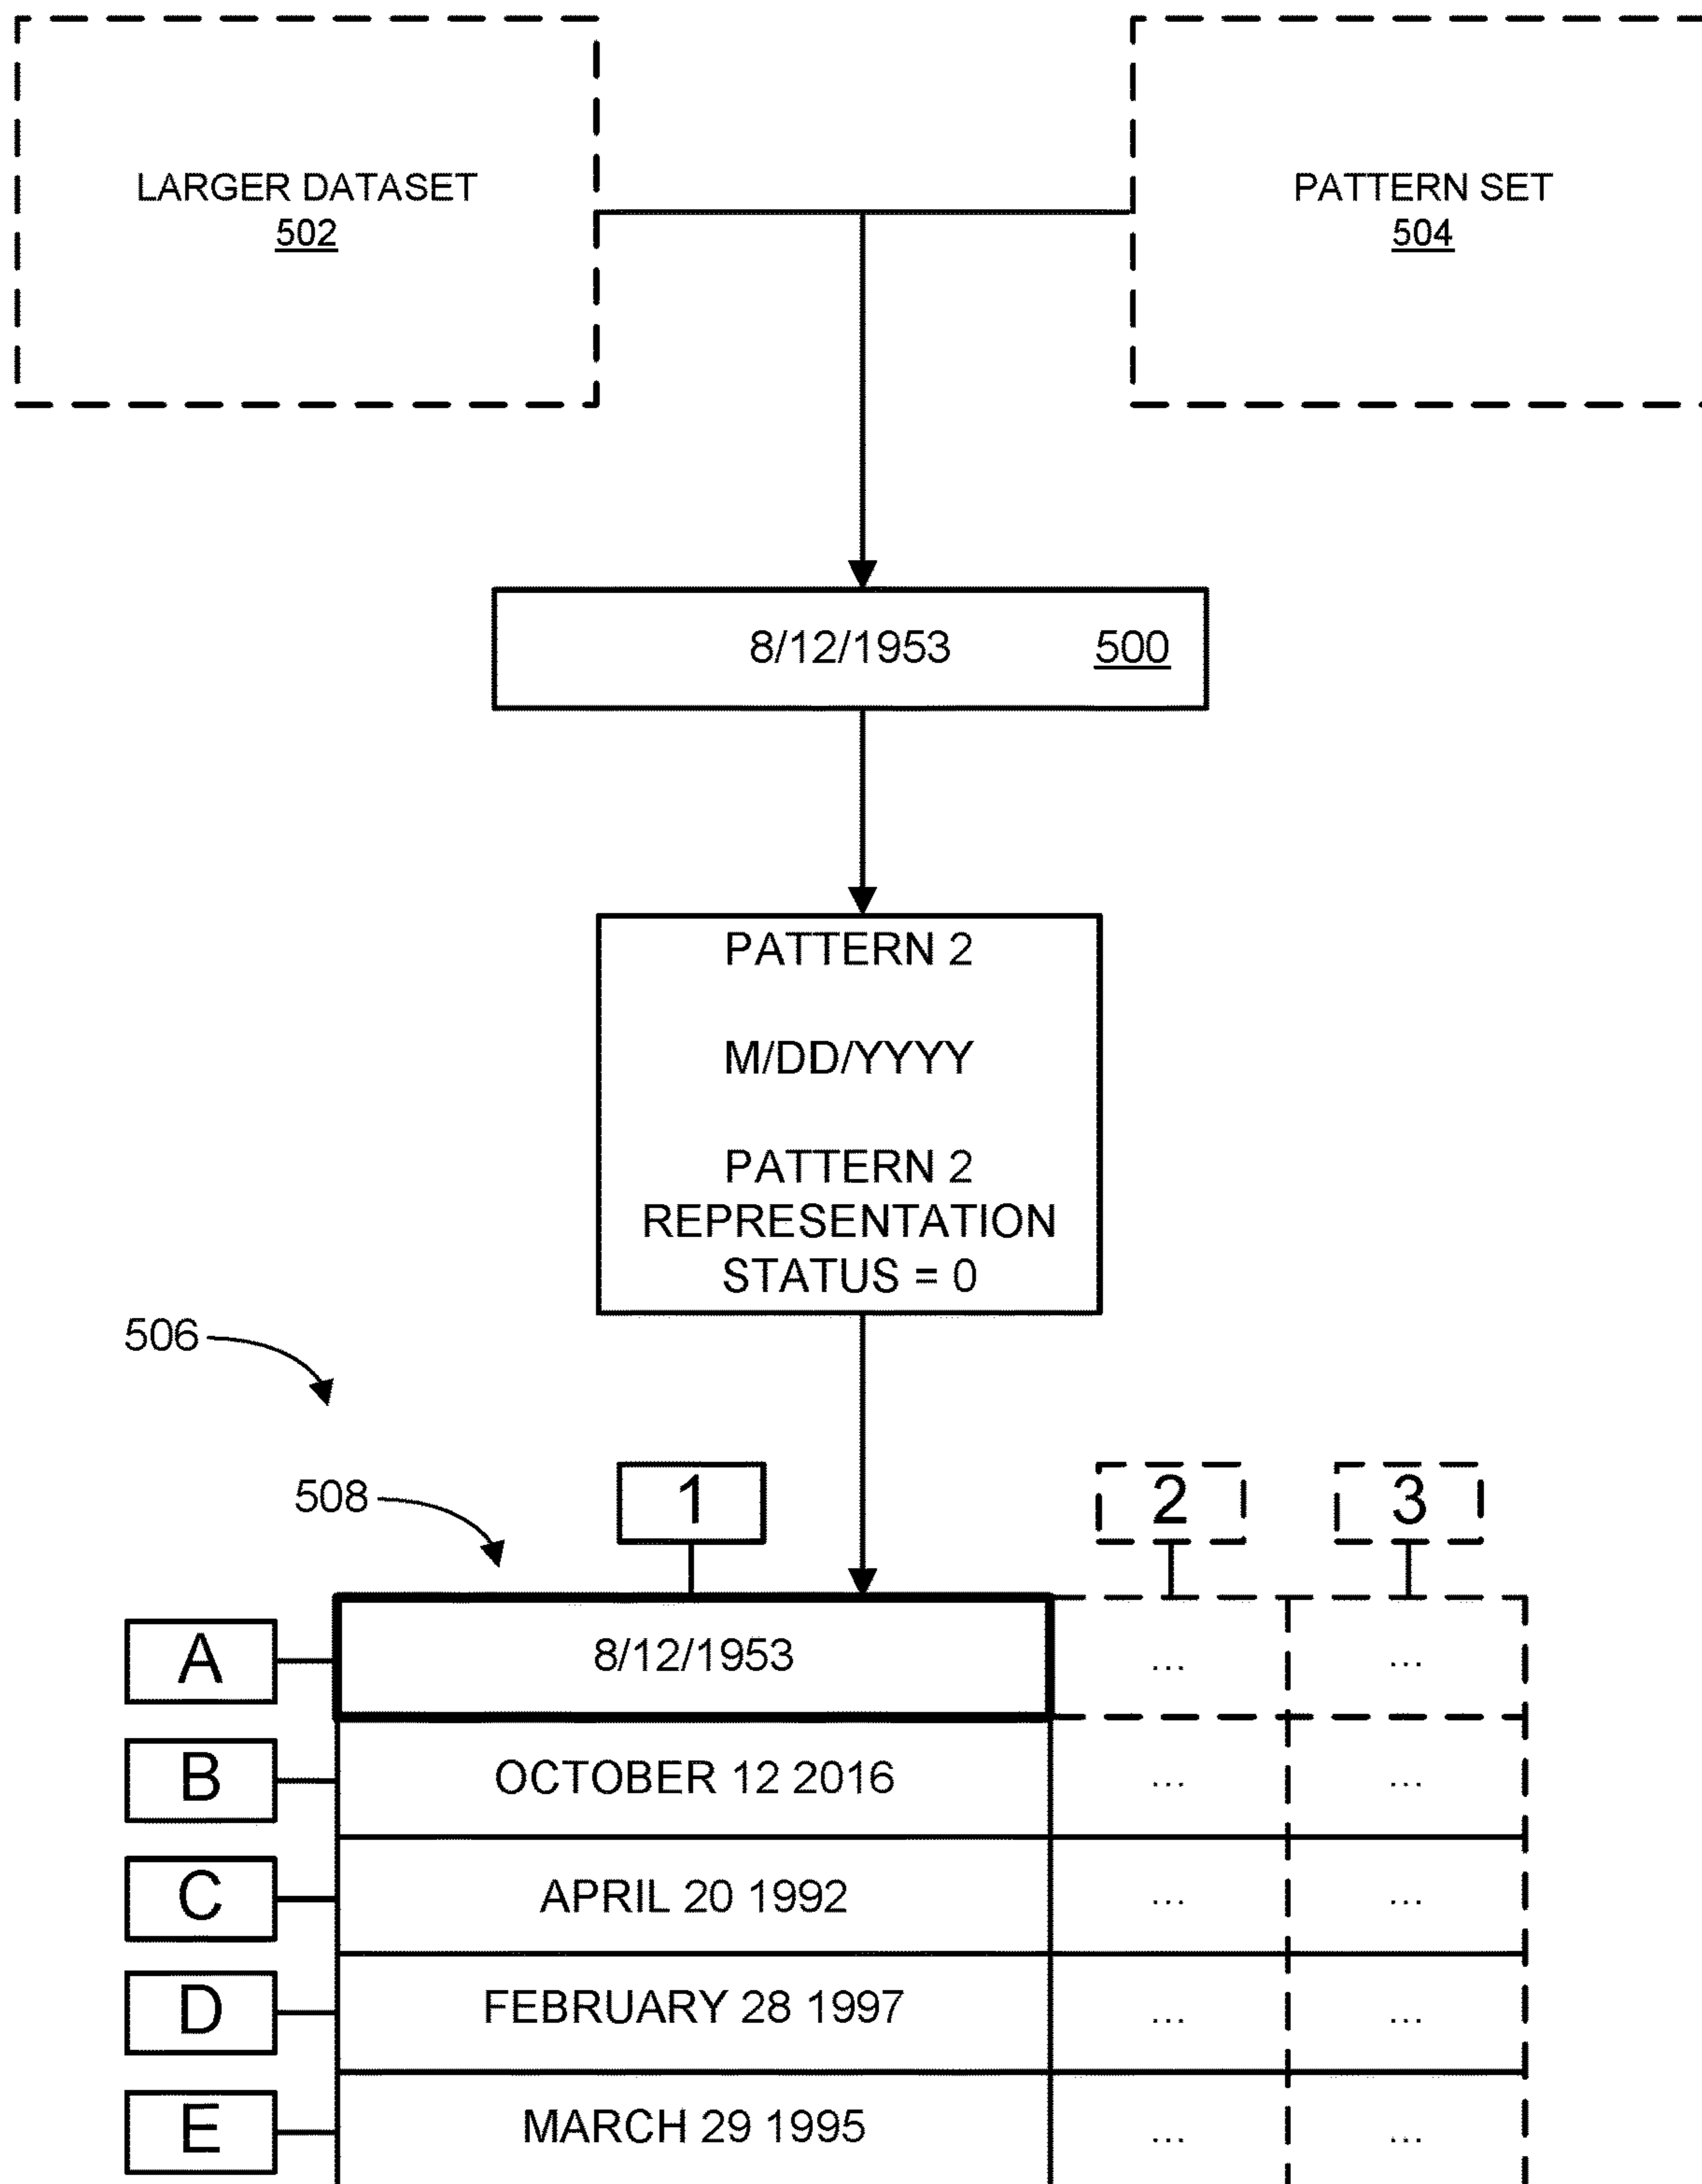 LARGER DATASET
502
PATTERN SET
504
8/12/1953 500
PATTERN 2
M/DD/YYYY
PATTERN 2
REPRESENTATION
STATUS = 0
506
508
1 2 3
A 8/12/1953 ... ...
B OCTOBER 12 2016 ... ...
C APRIL 20 1992 ... ...
D FEBRUARY 28 1997 ... ...
E MARCH 29 1995 ... ...